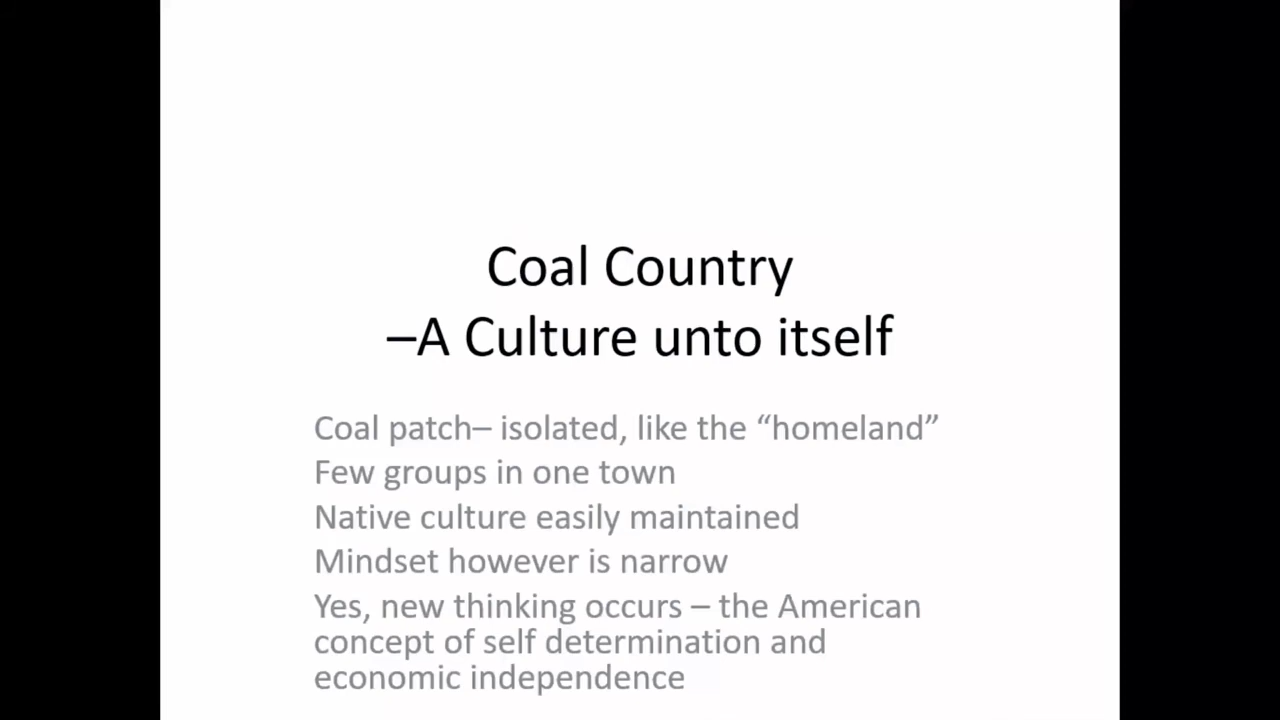 Coal Country
–A Culture unto itself
Coal patch– isolated, like the “homeland”
Few groups in one town
Native culture easily maintained
Mindset however is narrow
Yes, new thinking occurs – the American
concept of self determination and
economic independence